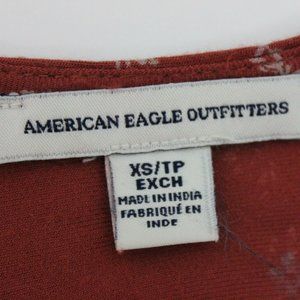 AMERICAN EAGLE OUTFITTERS
XS/TP
EXCH
MADE IN INDIA
FABRIQUÉ EN
INDE